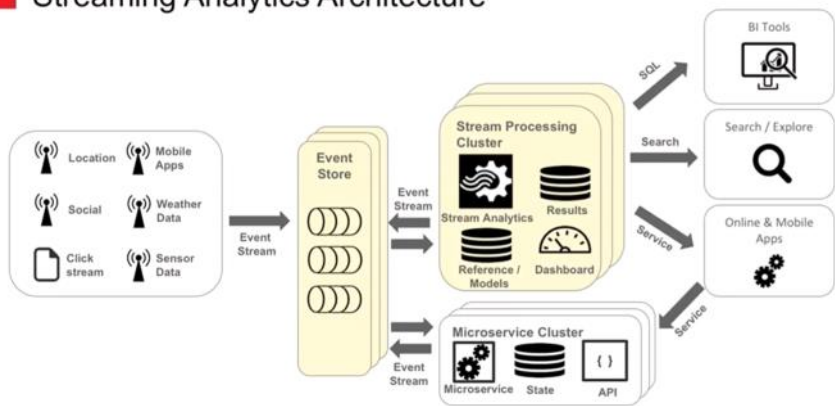 Streaming Analytics Architecture
Location
Mobile
Apps
Social
Weather
Data
Click
stream
Sensor
Data
Event
Stream
Event
Store
Event
Stream
Stream Processing
Cluster
Stream Analytics
Results
Reference /
Models
Dashboard
Event
Stream
Microservice Cluster
Microservice
State
{ }
API
SQL
Search
Service
Service
BI Tools
Search / Explore
Online & Mobile
Apps